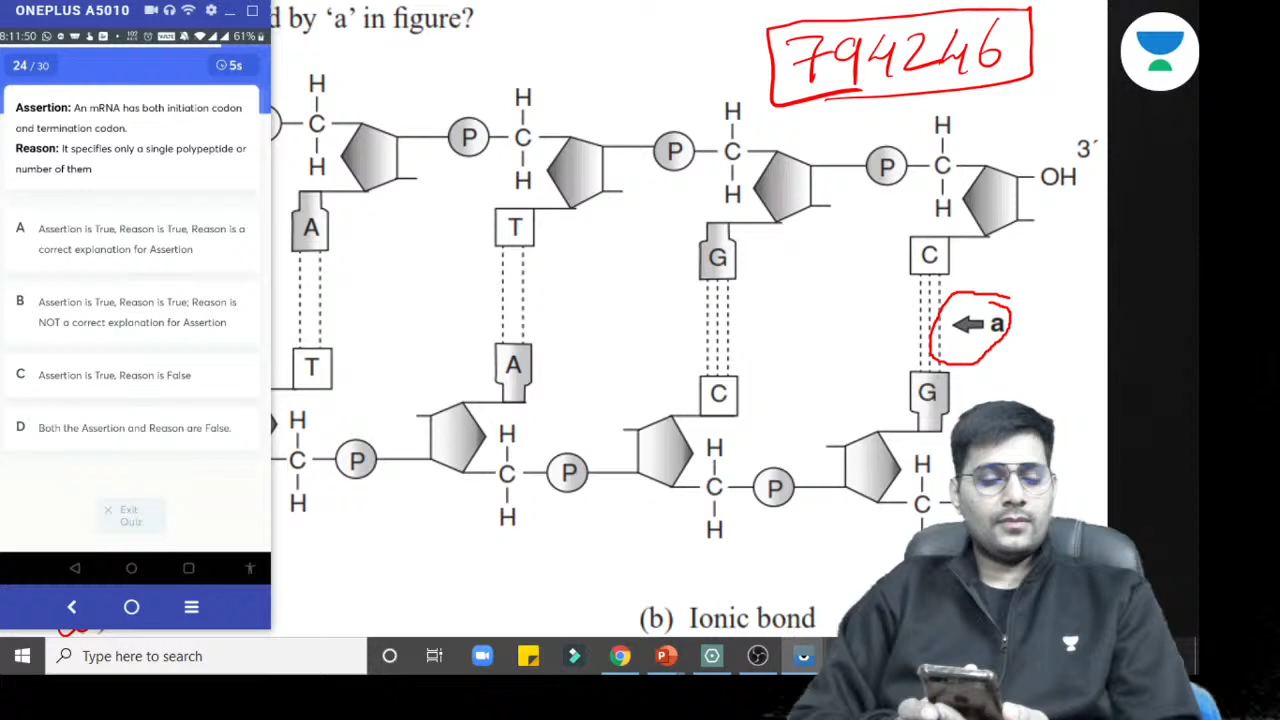 ONEPLUS A5010
8:11:50
61%
24 / 30
5s
Assertion: An mRNA has both initiation codon
and termination codon.
Reason: It specifies only a single polypeptide or
number of them
A Assertion is True, Reason is True, Reason is a
correct explanation for Assertion
B Assertion is True, Reason is True; Reason is
NOT a correct explanation for Assertion
C Assertion is True, Reason is False
D Both the Assertion and Reason are False.
× Exit
Quiz
d by ‘a’ in figure?
794246
H H H H
C P C P C P C OH 3´
H H H H
A T G C
a
T A C G
H H H H
C P C P C P C
H H H
(b) Ionic bond
Type here to search